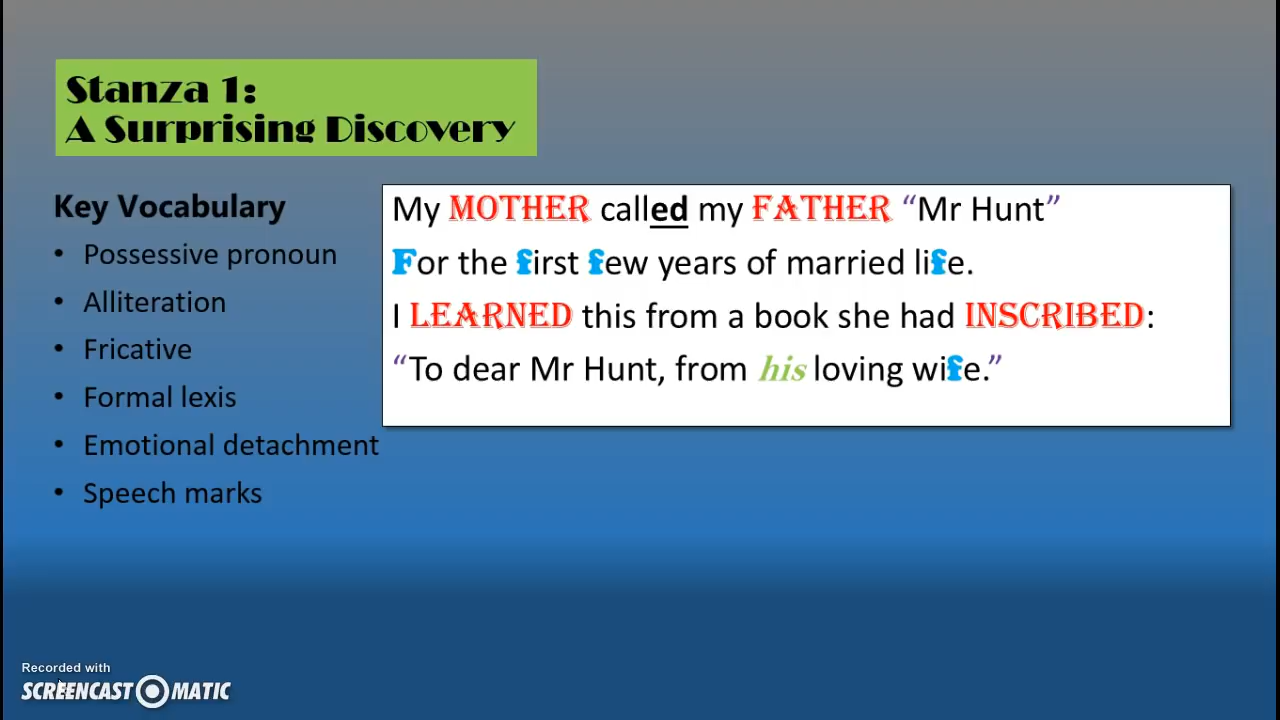 Stanza 1:
A Surprising Discovery
Key Vocabulary
• Possessive pronoun
• Alliteration
• Fricative
• Formal lexis
• Emotional detachment
• Speech marks
My MOTHER called my FATHER “Mr Hunt”
For the first few years of married life.
I LEARNED this from a book she had INSCRIBED:
“To dear Mr Hunt, from his loving wife.”
Recorded with
SCREENCAST MATIC